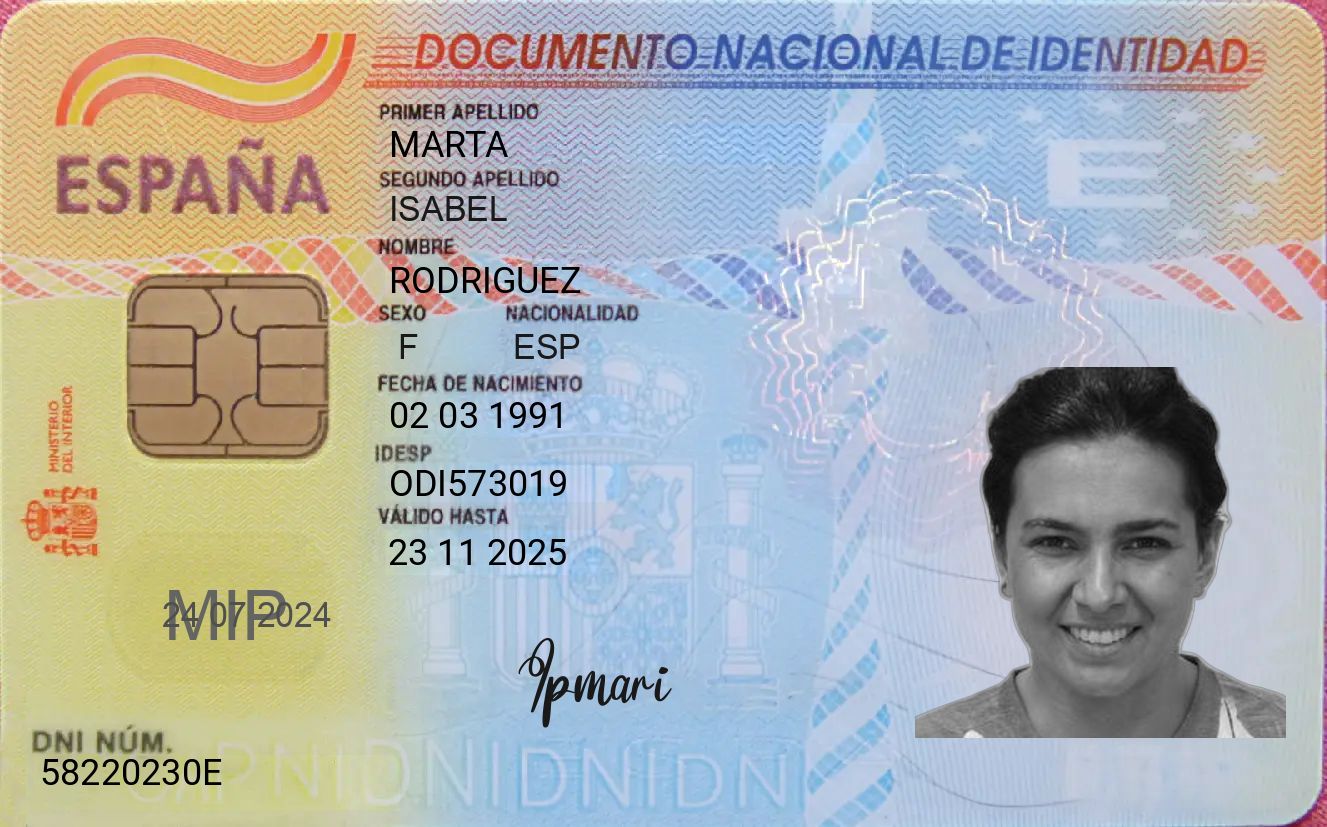 DOCUMENTO NACIONAL DE IDENTIDAD
ESPAÑA
PRIMER APELLIDO
MARTA
SEGUNDO APELLIDO
ISABEL
NOMBRE
RODRIGUEZ
SEXO NACIONALIDAD
F ESP
FECHA DE NACIMIENTO
02 03 1991
IDESP
ODI573019
VÁLIDO HASTA
23 11 2025
MINISTERIO
DEL INTERIOR
E
MIP
24 07 2024
Ipmari
DNI NÚM.
58220230E
DNIDNIDNIDNI